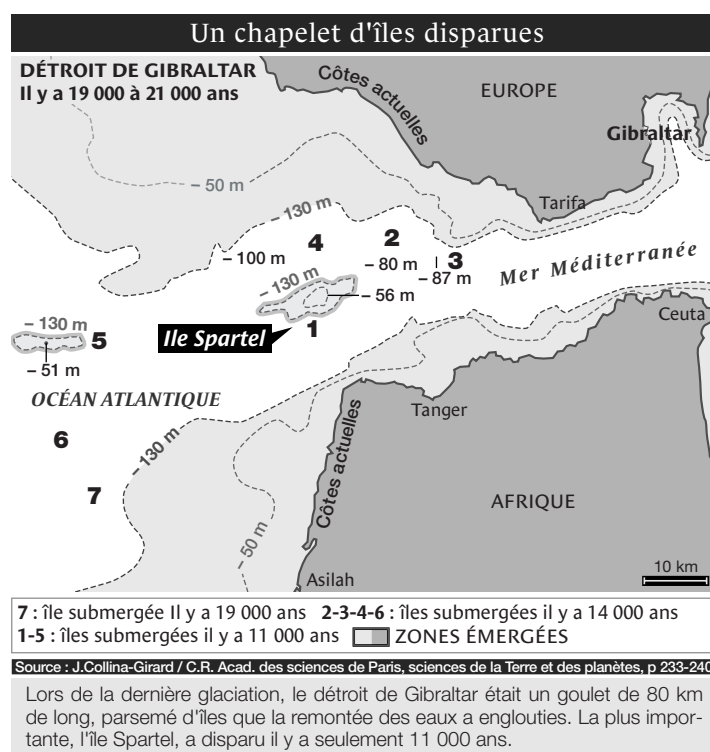 Un chapelet d'îles disparues
DÉTROIT DE GIBRALTAR
Il y a 19 000 à 21 000 ans
Côtes actuelles
EUROPE
Gibraltar
– 50 m
Tarifa
– 130 m
4
2
– 100 m
– 80 m
3
– 87 m
Mer Méditerranée
– 130 m
– 56 m
Ceuta
– 130 m
5
Ile Spartel
1
– 51 m
OCÉAN ATLANTIQUE
Tanger
6
– 130 m
7
Côtes actuelles
AFRIQUE
– 50 m
10 km
Asilah
7 : île submergée Il y a 19 000 ans 2-3-4-6 : îles submergées il y a 14 000 ans
1-5 : îles submergées il y a 11 000 ans ZONES ÉMERGÉES
Source : J.Collina-Girard / C.R. Acad. des sciences de Paris, sciences de la Terre et des planètes, p 233-240
Lors de la dernière glaciation, le détroit de Gibraltar était un goulet de 80 km
de long, parsemé d'îles que la remontée des eaux a englouties. La plus impor-
tante, l'île Spartel, a disparu il y a seulement 11 000 ans.